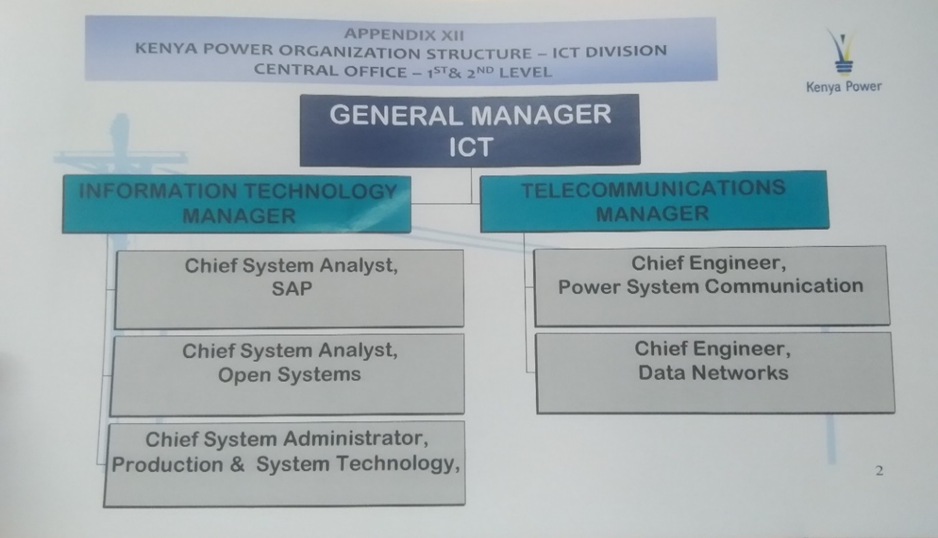 APPENDIX XII
KENYA POWER ORGANIZATION STRUCTURE – ICT DIVISION
CENTRAL OFFICE – 1ST& 2ND LEVEL
Kenya Power
GENERAL MANAGER
ICT
INFORMATION TECHNOLOGY
MANAGER
TELECOMMUNICATIONS
MANAGER
Chief System Analyst,
SAP
Chief System Analyst,
Open Systems
Chief System Administrator,
Production & System Technology,
Chief Engineer,
Power System Communication
Chief Engineer,
Data Networks
2